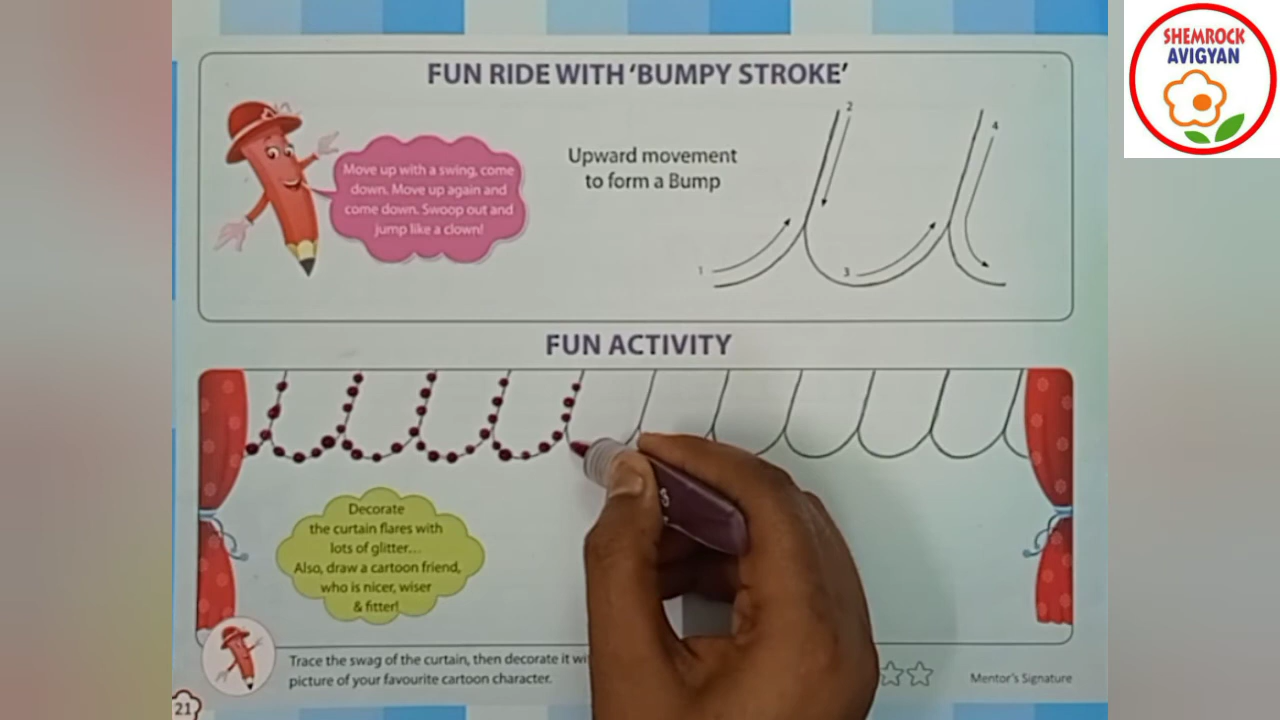 SHEMROCK
AVIGYAN
FUN RIDE WITH 'BUMPY STROKE'
Move up with a swing, come
down. Move up again and
come down. Swoop out and
jump like a clown!
Upward movement
to form a Bump
1
2
3
4
FUN ACTIVITY
Decorate
the curtain flares with
lots of glitter...
Also, draw a cartoon friend,
who is nicer, wiser
& fitter!
Trace the swag of the curtain, then decorate it
picture of your favourite cartoon character.
Mentor's Signature
21